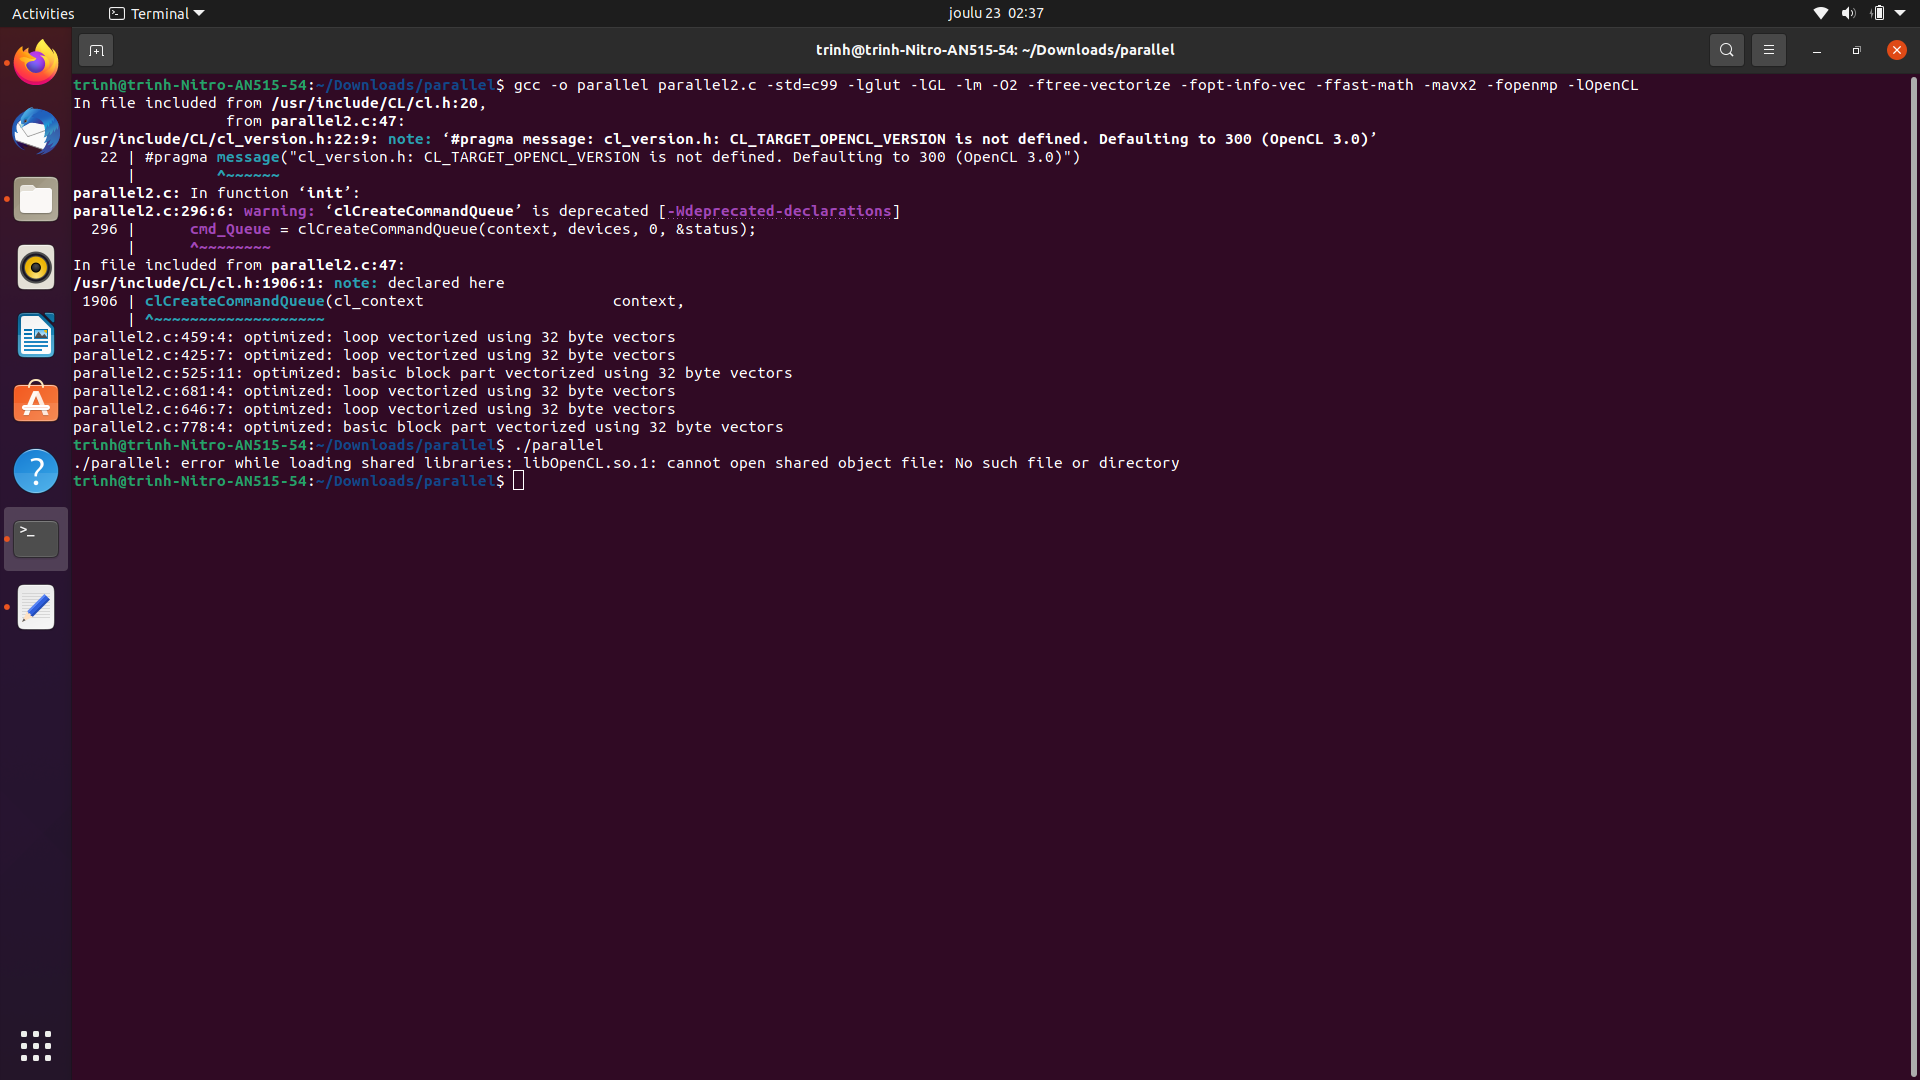 Activities
Terminal
joulu 23 02:37
trinh@trinh-Nitro-AN515-54: ~/Downloads/parallel
trinh@trinh-Nitro-AN515-54:~/Downloads/parallel$ gcc -o parallel parallel2.c -std=c99 -lglut -lGL -lm -O2 -ftree-vectorize -fopt-info-vec -ffast-math -mavx2 -fopenmp -lOpenCL
In file included from /usr/include/CL/cl.h:20,
                 from parallel2.c:47:
/usr/include/CL/cl_version.h:22:9: note: ‘#pragma message: cl_version.h: CL_TARGET_OPENCL_VERSION is not defined. Defaulting to 300 (OpenCL 3.0)’
   22 | #pragma message("cl_version.h: CL_TARGET_OPENCL_VERSION is not defined. Defaulting to 300 (OpenCL 3.0)")
      |         ^~~~~~~
parallel2.c: In function ‘init’:
parallel2.c:296:6: warning: ‘clCreateCommandQueue’ is deprecated [-Wdeprecated-declarations]
  296 |      cmd_Queue = clCreateCommandQueue(context, devices, 0, &status);
      |      ^~~~~~~~~
In file included from parallel2.c:47:
/usr/include/CL/cl.h:1906:1: note: declared here
 1906 | clCreateCommandQueue(cl_context                     context,
      | ^~~~~~~~~~~~~~~~~~~~
parallel2.c:459:4: optimized: loop vectorized using 32 byte vectors
parallel2.c:425:7: optimized: loop vectorized using 32 byte vectors
parallel2.c:525:11: optimized: basic block part vectorized using 32 byte vectors
parallel2.c:681:4: optimized: loop vectorized using 32 byte vectors
parallel2.c:646:7: optimized: loop vectorized using 32 byte vectors
parallel2.c:778:4: optimized: basic block part vectorized using 32 byte vectors
trinh@trinh-Nitro-AN515-54:~/Downloads/parallel$ ./parallel
./parallel: error while loading shared libraries: libOpenCL.so.1: cannot open shared object file: No such file or directory
trinh@trinh-Nitro-AN515-54:~/Downloads/parallel$